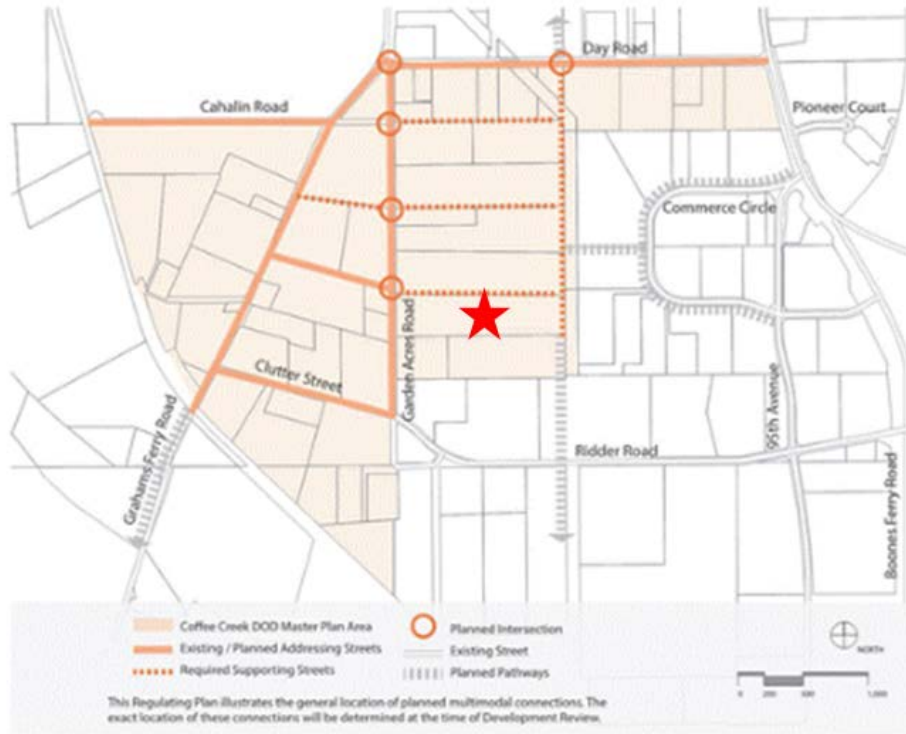 Day Road
Cahalin Road
Pioneer Court
Commerce Circle
Garden Acres Road
Clutter Street
95th Avenue
Ridder Road
Grahams Ferry Road
Boones Ferry Road
Coffee Creek DOD Master Plan Area
Planned Intersection
Existing / Planned Addressing Streets
Existing Street
NORTH
Required Supporting Streets
Planned Pathways
This Regulating Plan illustrates the general location of planned multimodal connections. The
exact location of these connections will be determined at the time of Development Review.
0 200 1,000